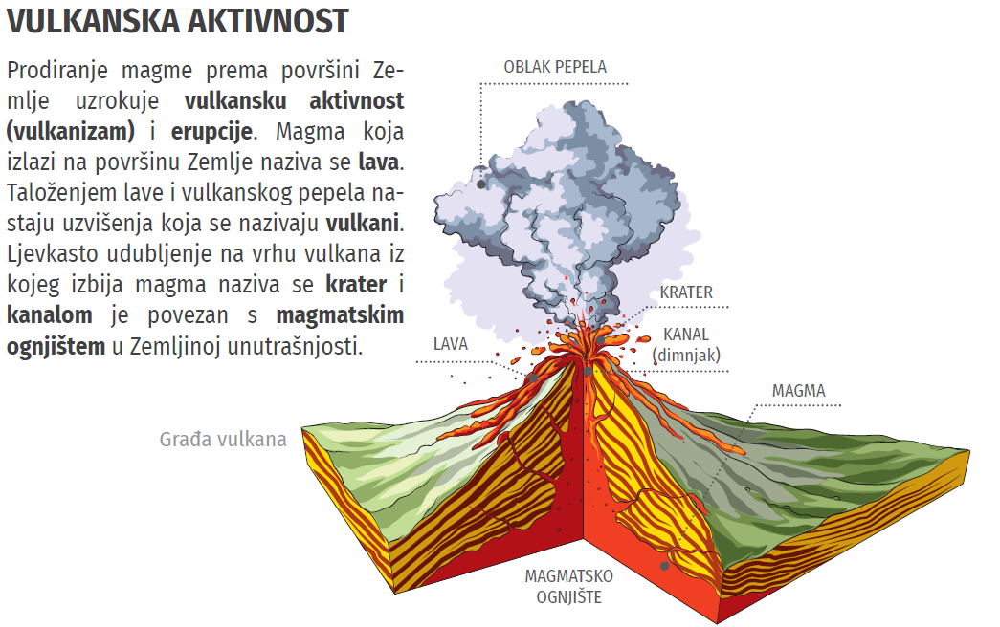 VULKANSKA AKTIVNOST
Prodiranje magme prema površini Ze-
mlje uzrokuje vulkansku aktivnost
(vulkanizam) i erupcije. Magma koja
izlazi na površinu Zemlje naziva se lava.
Taloženjem lave i vulkanskog pepela na-
staju uzvišenja koja se nazivaju vulkani.
Ljevkasto udubljenje na vrhu vulkana iz
kojeg izbija magma naziva se krater i
kanalom je povezan s magmatskim
ognjištem u Zemljinoj unutrašnjosti.
OBLAK PEPELA
KRATER
KANAL
(dimnjak)
LAVA
MAGMA
Građa vulkana
MAGMATSKO
OGNJIŠTE